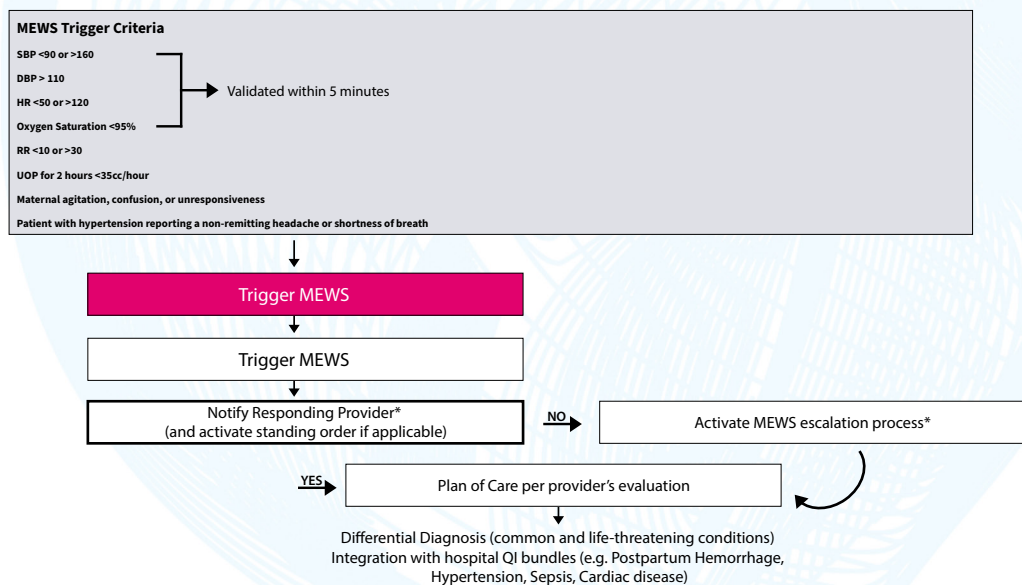 MEWS Trigger Criteria
SBP <90 or >160
DBP > 110
HR <50 or >120
Oxygen Saturation <95%
Validated within 5 minutes
RR <10 or >30
UOP for 2 hours <35cc/hour
Maternal agitation, confusion, or unresponsiveness
Patient with hypertension reporting a non-remitting headache or shortness of breath
Trigger MEWS
Trigger MEWS
Notify Responding Provider*
(and activate standing order if applicable)
NO
Activate MEWS escalation process*
YES
Plan of Care per provider’s evaluation
Differential Diagnosis (common and life-threatening conditions)
Integration with hospital QI bundles (e.g. Postpartum Hemorrhage,
Hypertension, Sepsis, Cardiac disease)